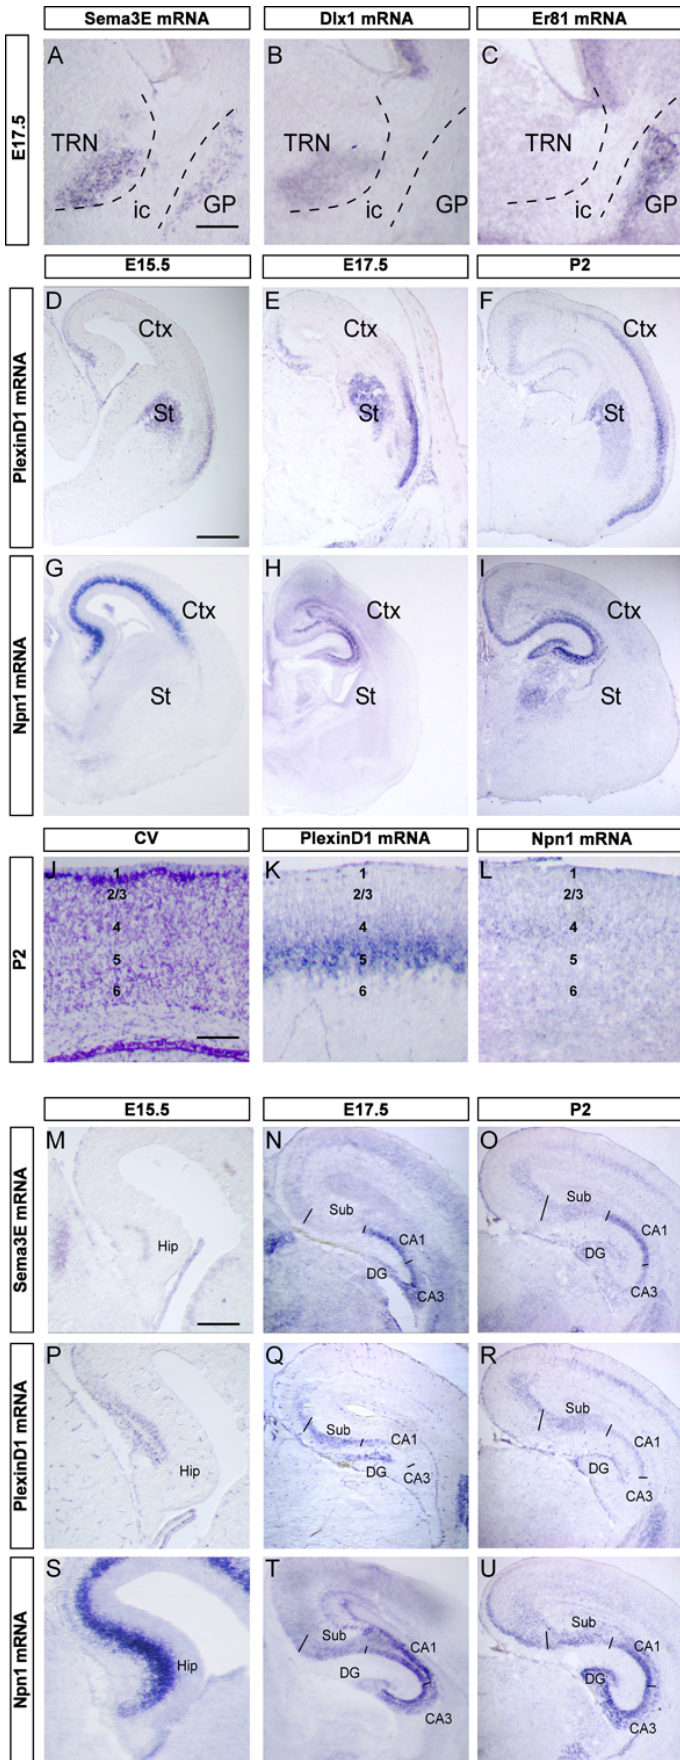 Sema3E mRNA
Dlx1 mRNA
Er81 mRNA
E17.5
A
TRN
ic
GP
B
TRN
ic
GP
C
TRN
ic
GP
E15.5
E17.5
P2
PlexinD1 mRNA
D
Ctx
St
E
Ctx
St
F
Ctx
St
Npn1 mRNA
G
Ctx
St
H
Ctx
St
I
Ctx
St
CV
PlexinD1 mRNA
Npn1 mRNA
P2
J
1
2/3
4
5
6
K
1
2/3
4
5
6
L
1
2/3
4
5
6
E15.5
E17.5
P2
Sema3E mRNA
M
Hip
N
Sub
CA1
DG
CA3
O
Sub
CA1
DG
CA3
PlexinD1 mRNA
P
Hip
Q
Sub
CA1
DG
CA3
R
Sub
CA1
DG
CA3
Npn1 mRNA
S
Hip
T
Sub
CA1
DG
CA3
U
Sub
CA1
DG
CA3